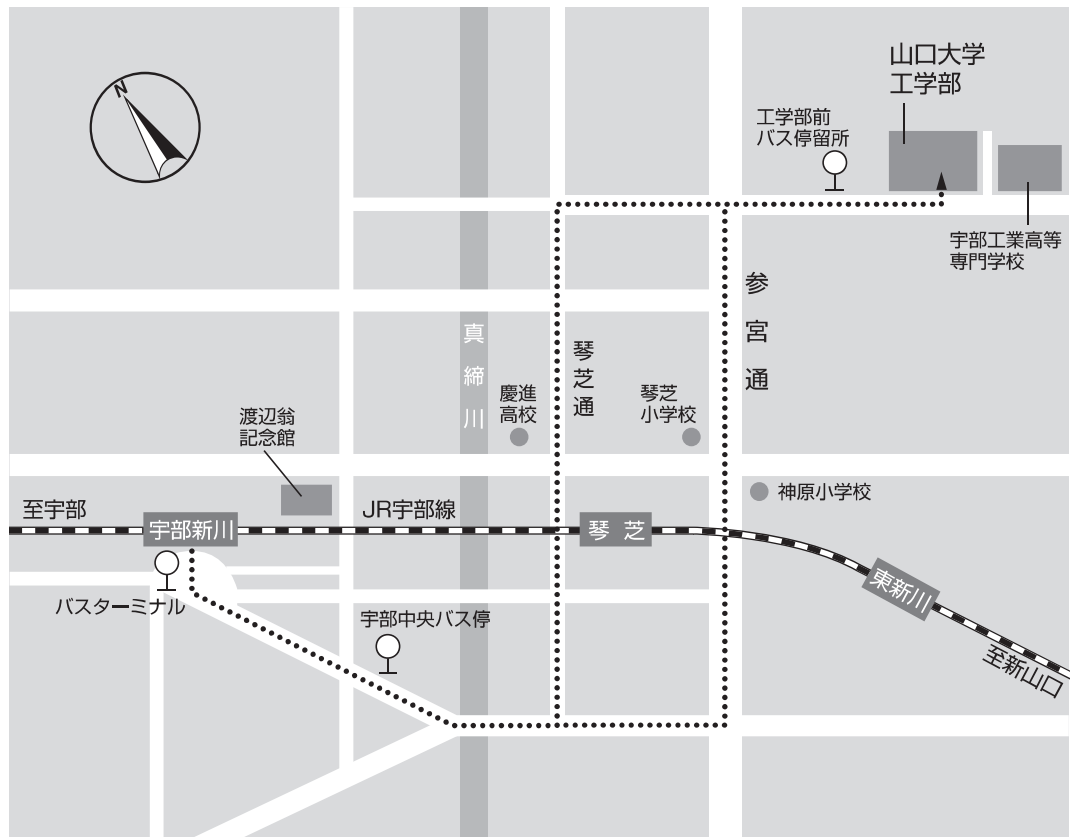 N
山口大学
工学部
工学部前
バス停留所
宇部工業高等
専門学校
参宮通
真締川
琴芝通
慶進
高校
琴芝
小学校
渡辺翁
記念館
至宇部
宇部新川
JR宇部線
琴芝
神原小学校
東新川
至新山口
バスターミナル
宇部中央バス停